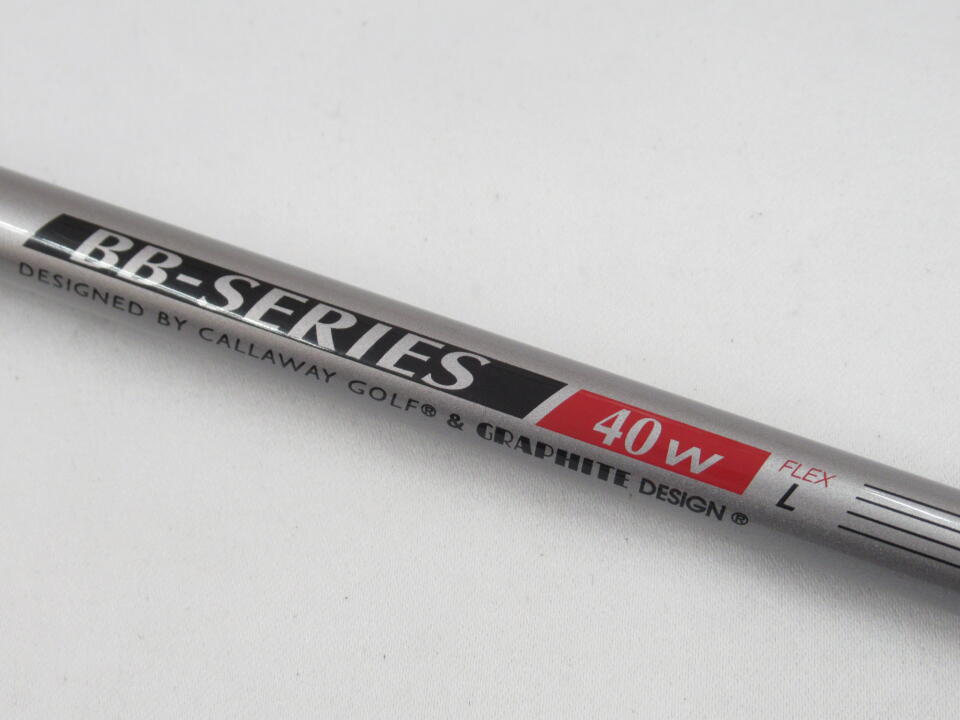 BB-SERIES 40W FLEX L
DESIGNED BY CALLAWAY GOLF® & GRAPHITE DESIGN®